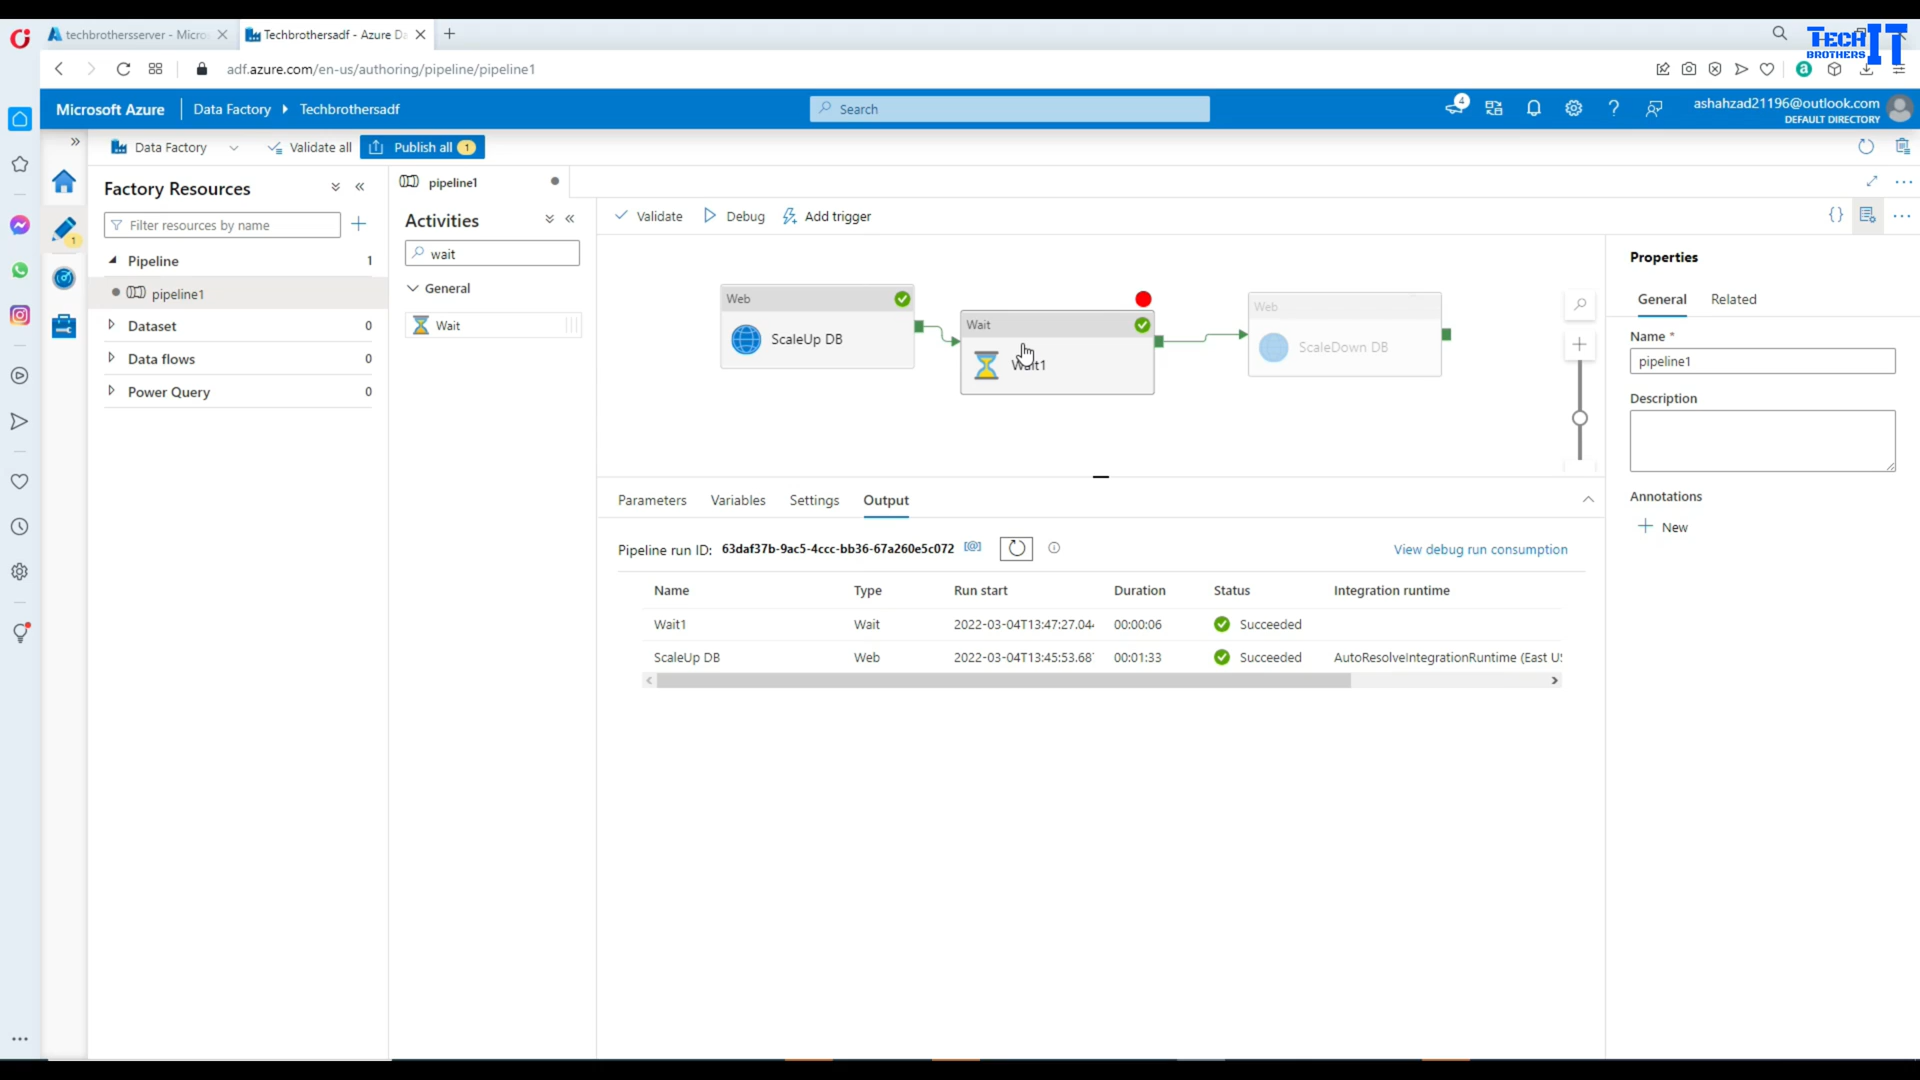 techbrothersserver - Micro
Techbrothersadf - Azure Da
TECH IT
BROTHERS
adf.azure.com/en-us/authoring/pipeline/pipeline1
Microsoft Azure
Data Factory
Techbrothersadf
Search
4
ashahzad21196@outlook.com
DEFAULT DIRECTORY
Data Factory
Validate all
Publish all 1
Factory Resources
pipeline1
Activities
Validate
Debug
Add trigger
Filter resources by name
wait
1
Pipeline 1
pipeline1
Dataset 0
Data flows 0
Power Query 0
General
Wait
Web
ScaleUp DB
Wait
Wait1
Web
ScaleDown DB
Properties
General
Related
Name *
pipeline1
Description
Annotations
New
Parameters
Variables
Settings
Output
Pipeline run ID: 63daf37b-9ac5-4ccc-bb36-67a260e5c072
View debug run consumption
Name Type Run start Duration Status Integration runtime
Wait1 Wait 2022-03-04T13:47:27.044 00:00:06 Succeeded
ScaleUp DB Web 2022-03-04T13:45:53.68 00:01:33 Succeeded AutoResolveIntegrationRuntime (East US